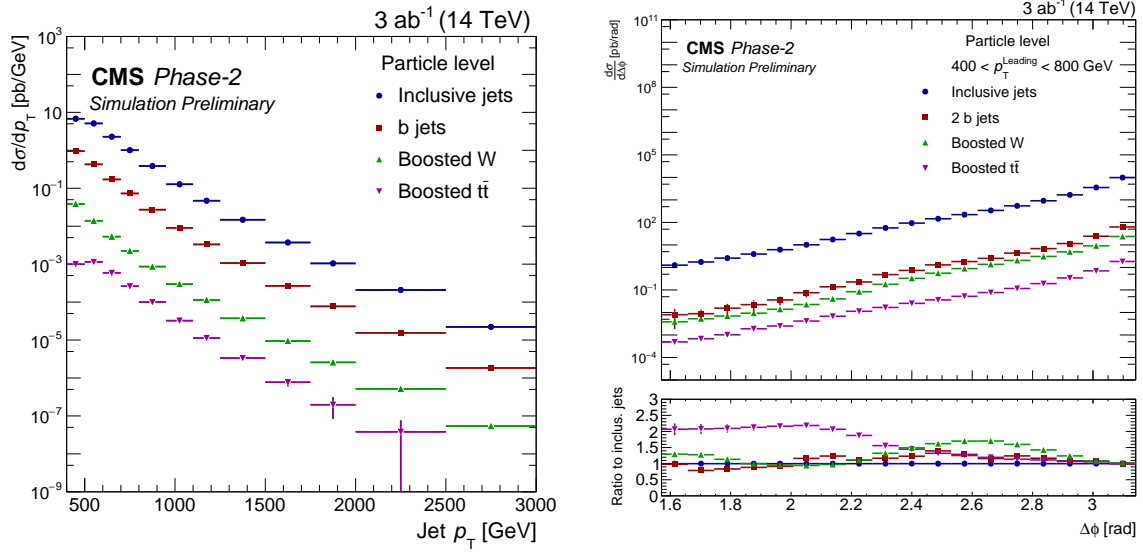 3 ab⁻¹ (14 TeV)
dσ/dp_T [pb/GeV]
10³
10
10⁻¹
10⁻³
10⁻⁵
10⁻⁷
10⁻⁹
CMS Phase-2
Simulation Preliminary
Particle level
Inclusive jets
b jets
Boosted W
Boosted tt̄
500 1000 1500 2000 2500 3000
Jet p_T [GeV]
3 ab⁻¹ (14 TeV)
dσ/dΔϕ [pb/rad]
10¹¹
10⁸
10⁵
10²
10⁻¹
10⁻⁴
CMS Phase-2
Simulation Preliminary
Particle level
400 < p_T^Leading < 800 GeV
Inclusive jets
2 b jets
Boosted W
Boosted tt̄
Ratio to inclus. jets
3
2.5
2
1.5
1
0.5
0
1.6 1.8 2 2.2 2.4 2.6 2.8 3
Δϕ [rad]